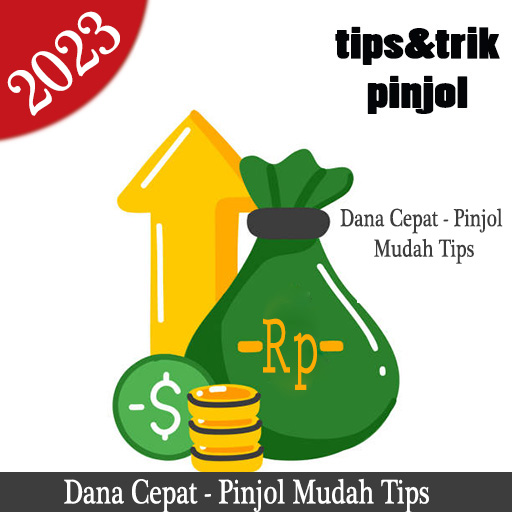 2023
tips&trik
pinjol
Dana Cepat - Pinjol
Mudah Tips
-Rp-
-$
Dana Cepat - Pinjol Mudah Tips